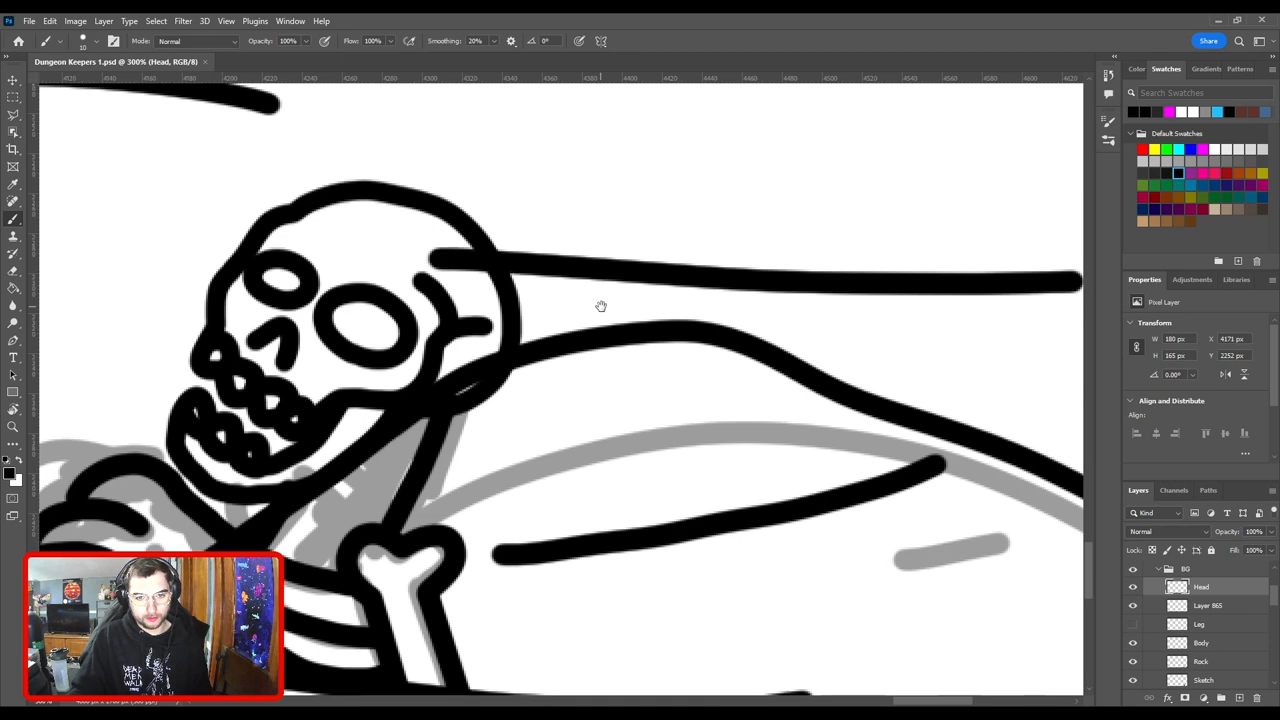 Ps File Edit Image Layer Type Select Filter 3D View Plugins Window Help
10 Mode: Normal Opacity: 100% Flow: 100% Smoothing: 20% 0° Share
Dungeon Keepers 1.psd @ 300% (Head, RGB/8) ×
Color Swatches Gradients Patterns
Search Swatches
Default Swatches
Properties Adjustments Libraries
Pixel Layer
Transform
W 180 px X 4171 px
H 165 px Y 2252 px
0.00°
Align and Distribute
Align:
Layers Channels Paths
Kind
Normal Opacity: 100%
Lock: Fill: 100%
BG
Head
Layer 865
Leg
Body
Rock
Sketch